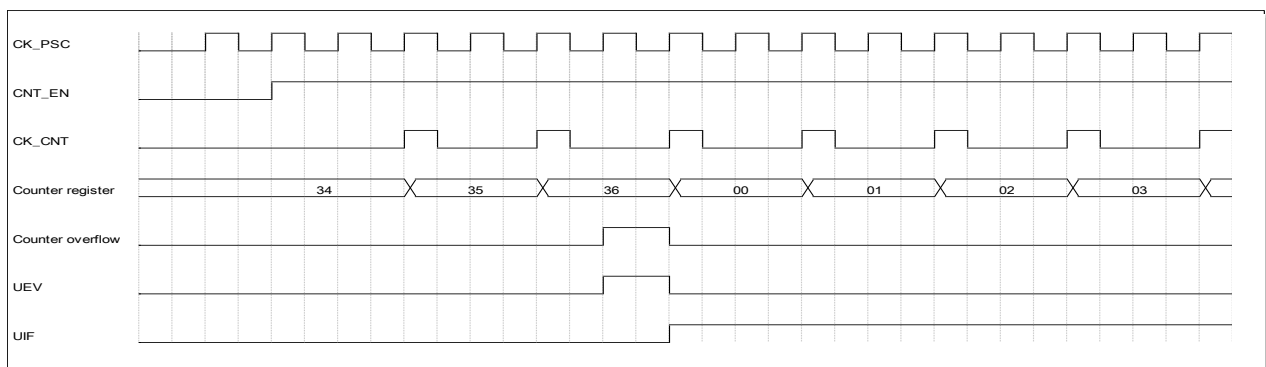 CK_PSC
CNT_EN
CK_CNT
Counter register 34 35 36 00 01 02 03
Counter overflow
UEV
UIF